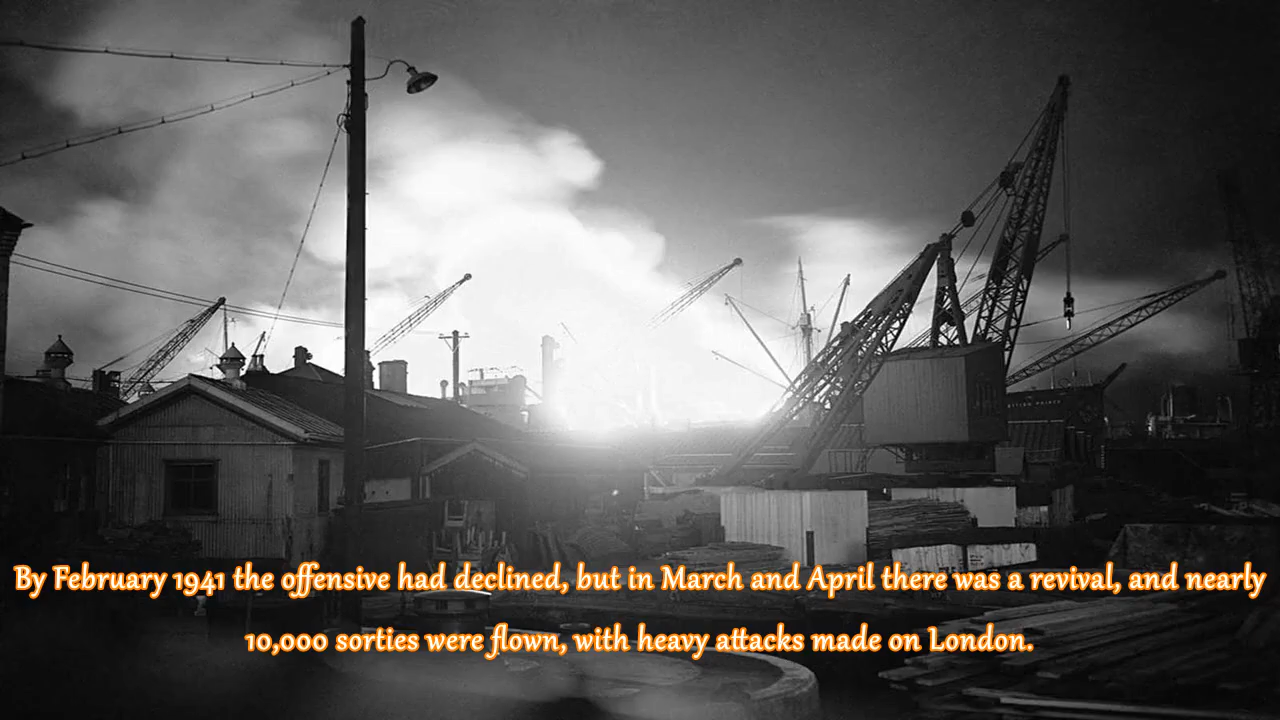 By February 1941 the offensive had declined, but in March and April there was a revival, and nearly
10,000 sorties were flown, with heavy attacks made on London.